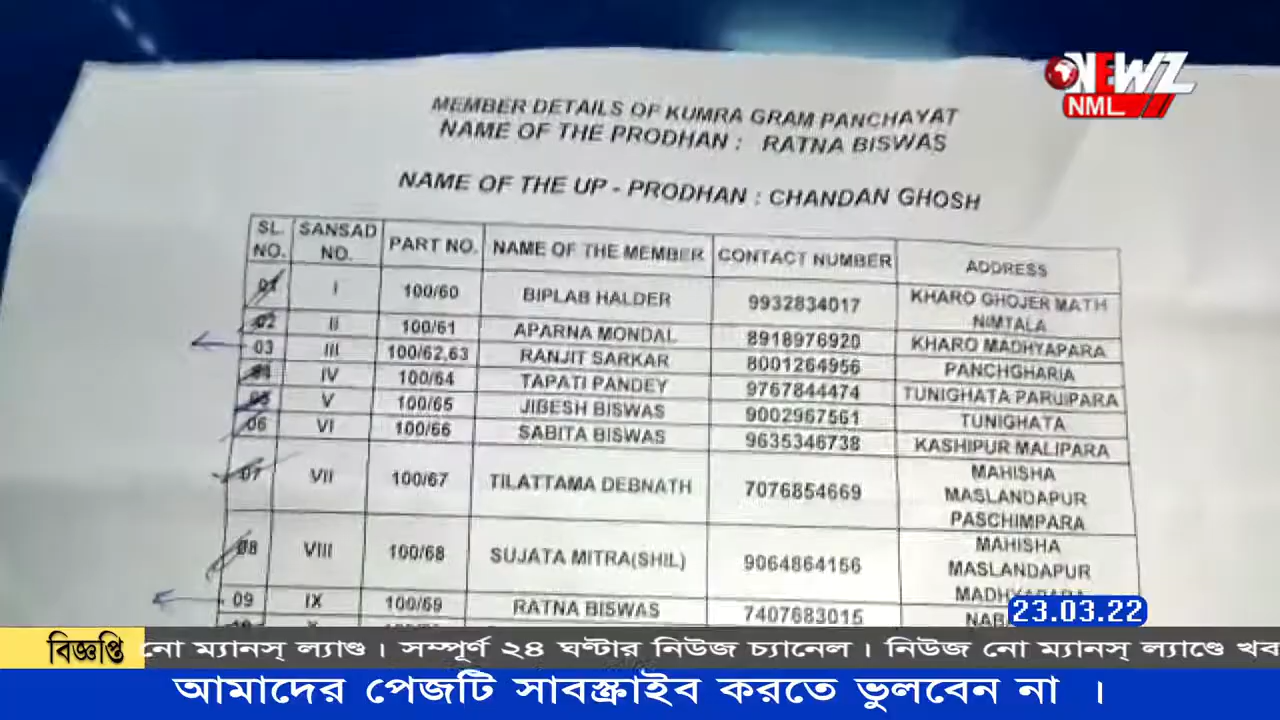 NEWZ
NML
MEMBER DETAILS OF KUMRA GRAM PANCHAYAT
NAME OF THE PRODHAN : RATNA BISWAS
NAME OF THE UP - PRODHAN : CHANDAN GHOSH
SL. NO. SANSAD NO. PART NO. NAME OF THE MEMBER CONTACT NUMBER ADDRESS
01 I 100/60 BIPLAB HALDER 9932834017 KHARO GHOJER MATH NIMTALA
02 II 100/61 APARNA MONDAL 8918976920 KHARO MADHYAPARA
03 III 100/62,63 RANJIT SARKAR 8001264956 PANCHGHARIA
04 IV 100/64 TAPATI PANDEY 9767844474 TUNIGHATA PARUIPARA
05 V 100/65 JIBESH BISWAS 9002967561 TUNIGHATA
06 VI 100/66 SABITA BISWAS 9635346738 KASHIPUR MALIPARA
07 VII 100/67 TILATTAMA DEBNATH 7076854669 MAHISHA MASLANDAPUR PASCHIMPARA
08 VIII 100/68 SUJATA MITRA(SHIL) 9064864156 MAHISHA MASLANDAPUR
09 IX 100/69 RATNA BISWAS 7407683015
23.03.22
বিজ্ঞপ্তি নো ম্যানস্ ল্যাণ্ড । সম্পূর্ণ ২৪ ঘণ্টার নিউজ চ্যানেল । নিউজ নো ম্যানস্ ল্যাণ্ডে খব
আমাদের পেজটি সাবস্ক্রাইব করতে ভুলবেন না ।